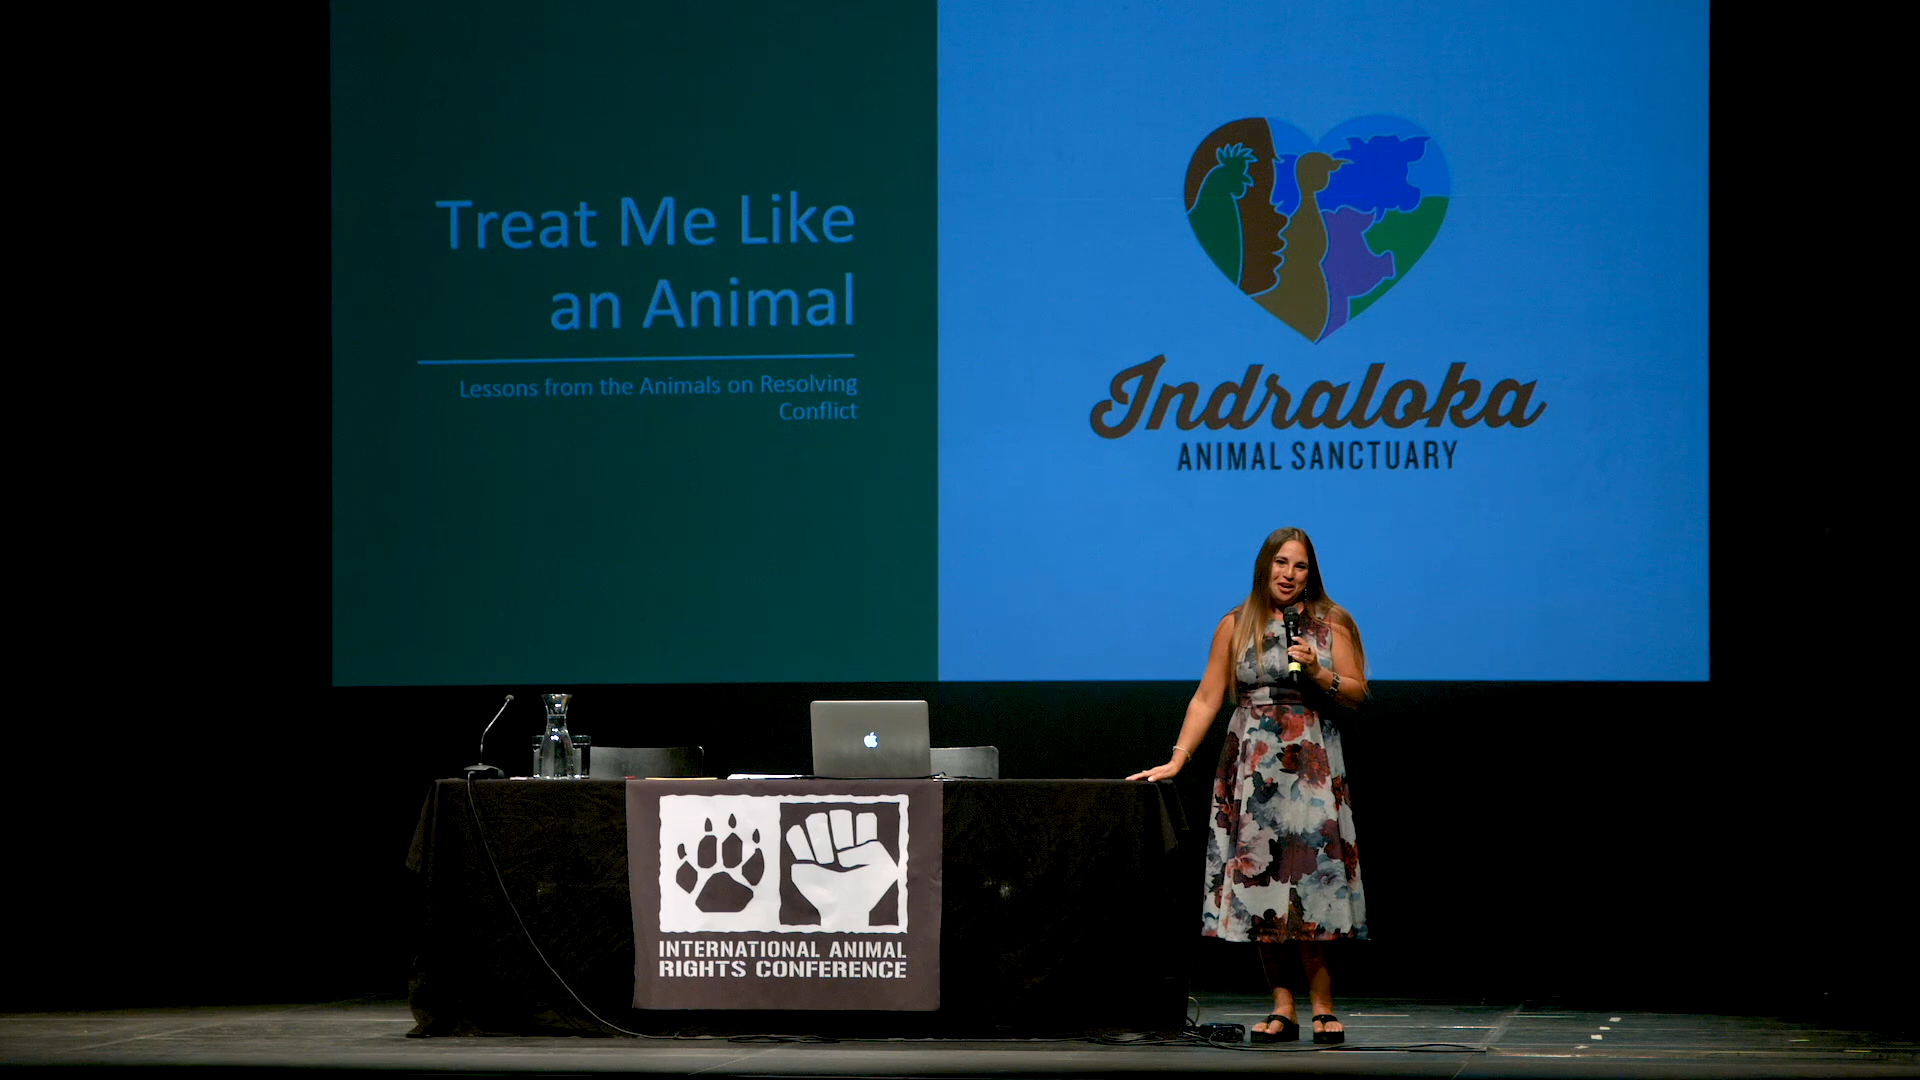 Treat Me Like
an Animal
Lessons from the Animals on Resolving
Conflict
Indraloka
ANIMAL SANCTUARY
INTERNATIONAL ANIMAL
RIGHTS CONFERENCE